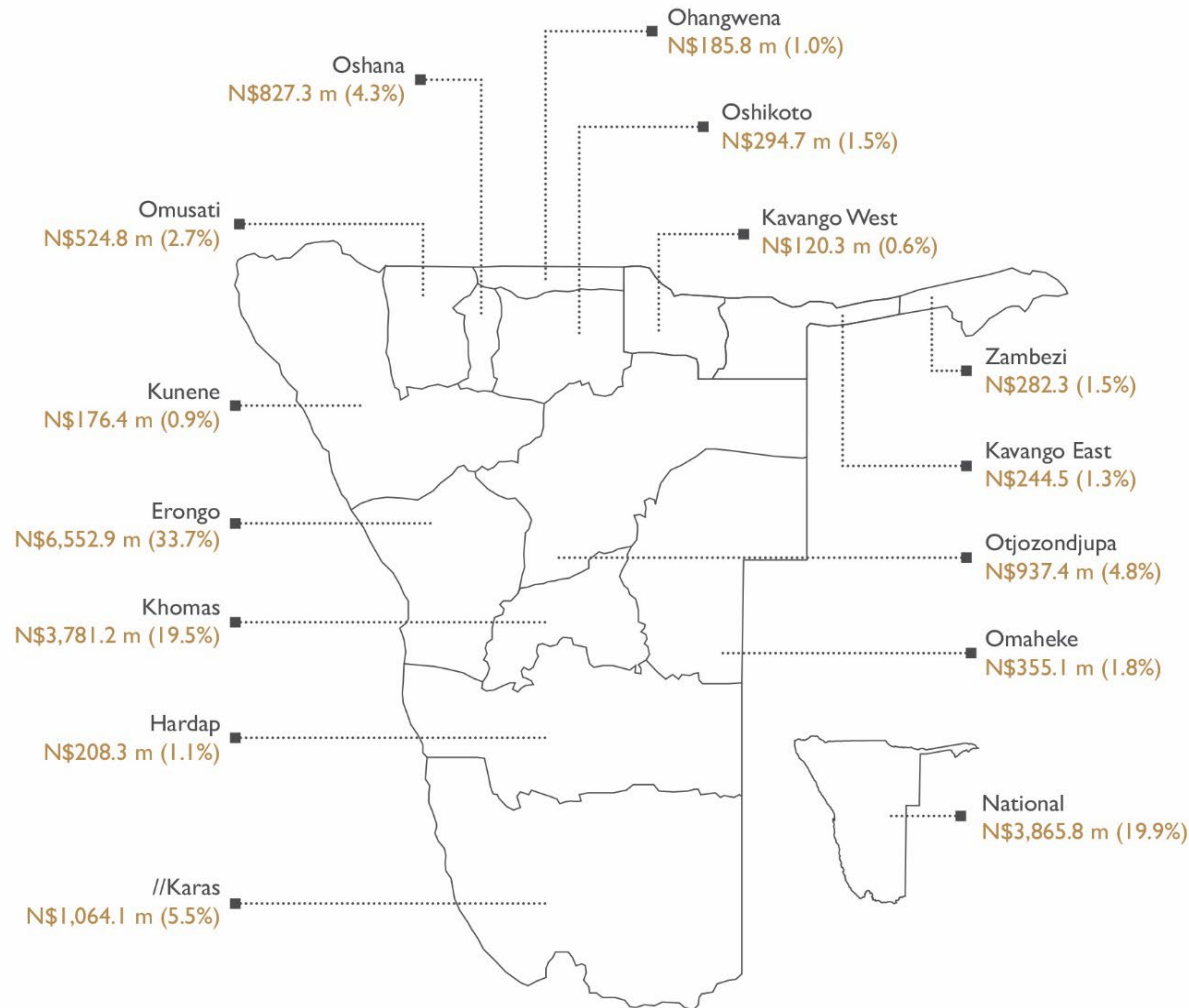 Ohangwena
N$185.8 m (1.0%)
Oshana
N$827.3 m (4.3%)
Oshikoto
N$294.7 m (1.5%)
Omusati
N$524.8 m (2.7%)
Kavango West
N$120.3 m (0.6%)
Zambezi
N$282.3 (1.5%)
Kunene
N$176.4 m (0.9%)
Kavango East
N$244.5 (1.3%)
Erongo
N$6,552.9 m (33.7%)
Otjozondjupa
N$937.4 m (4.8%)
Khomas
N$3,781.2 m (19.5%)
Omaheke
N$355.1 m (1.8%)
Hardap
N$208.3 m (1.1%)
National
N$3,865.8 m (19.9%)
//Karas
N$1,064.1 m (5.5%)